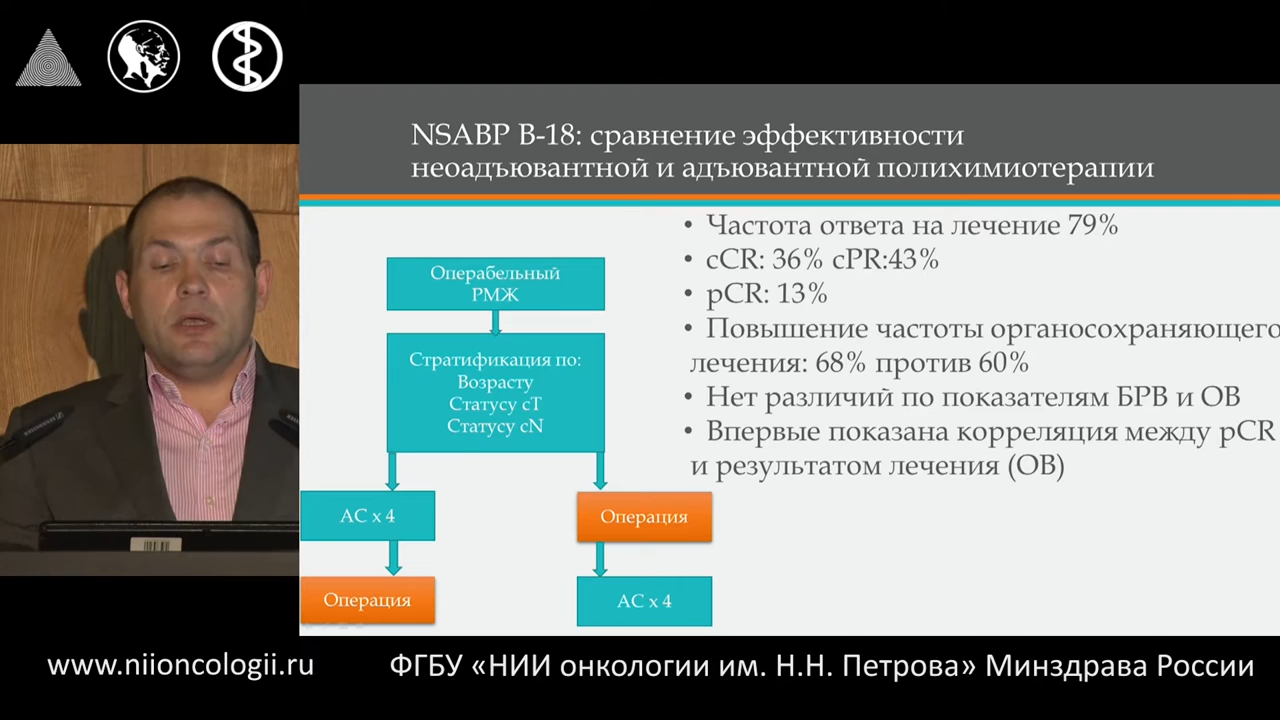 NSABP B-18: сравнение эффективности
неоадъювантной и адъювантной полихимиотерапии
Операбельный
РМЖ
Стратификация по:
Возрасту
Статусу cT
Статусу cN
AC x 4
Операция
Операция
AC x 4
• Частота ответа на лечение 79%
• cCR: 36% cPR:43%
• pCR: 13%
• Повышение частоты органосохраняющего
лечения: 68% против 60%
• Нет различий по показателям БРВ и ОВ
• Впервые показана корреляция между pCR
и результатом лечения (ОВ)
www.niioncologii.ru
ФГБУ «НИИ онкологии им. Н.Н. Петрова» Минздрава России